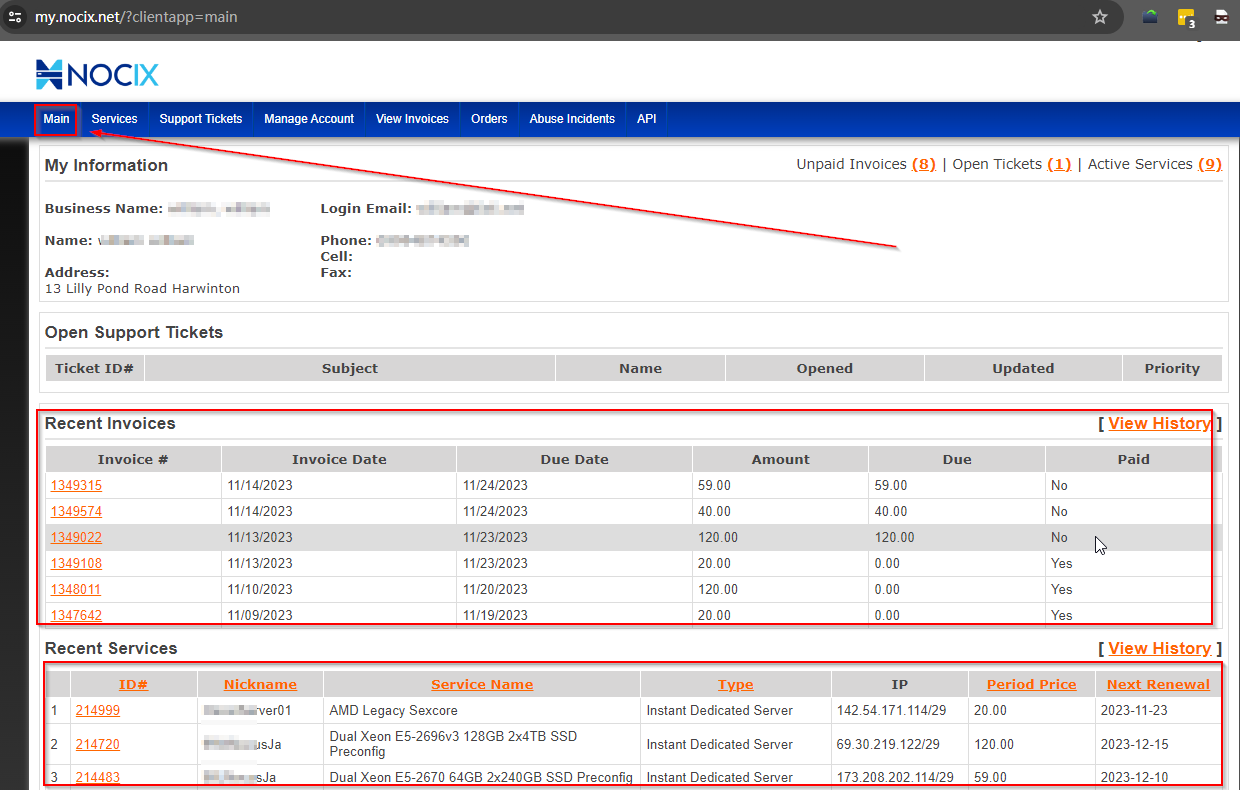 my.nocix.net/?clientapp=main
3
NOCIX
Main Services Support Tickets Manage Account View Invoices Orders Abuse Incidents API
My Information Unpaid Invoices (8) | Open Tickets (1) | Active Services (9)
Business Name: Login Email:
Name: Phone:
Cell:
Address: Fax:
13 Lilly Pond Road Harwinton
Open Support Tickets
Ticket ID# Subject Name Opened Updated Priority
Recent Invoices [ View History ]
Invoice # Invoice Date Due Date Amount Due Paid
1349315 11/14/2023 11/24/2023 59.00 59.00 No
1349574 11/14/2023 11/24/2023 40.00 40.00 No
1349022 11/13/2023 11/23/2023 120.00 120.00 No
1349108 11/13/2023 11/23/2023 20.00 0.00 Yes
1348011 11/10/2023 11/20/2023 120.00 0.00 Yes
1347642 11/09/2023 11/19/2023 20.00 0.00 Yes
Recent Services [ View History ]
ID# Nickname Service Name Type IP Period Price Next Renewal
1 214999 ver01 AMD Legacy Sexcore Instant Dedicated Server 142.54.171.114/29 20.00 2023-11-23
2 214720 usJa Dual Xeon E5-2696v3 128GB 2x4TB SSD Preconfig Instant Dedicated Server 69.30.219.122/29 120.00 2023-12-15
3 214483 sJa Dual Xeon E5-2670 64GB 2x240GB SSD Preconfig Instant Dedicated Server 173.208.202.114/29 59.00 2023-12-10